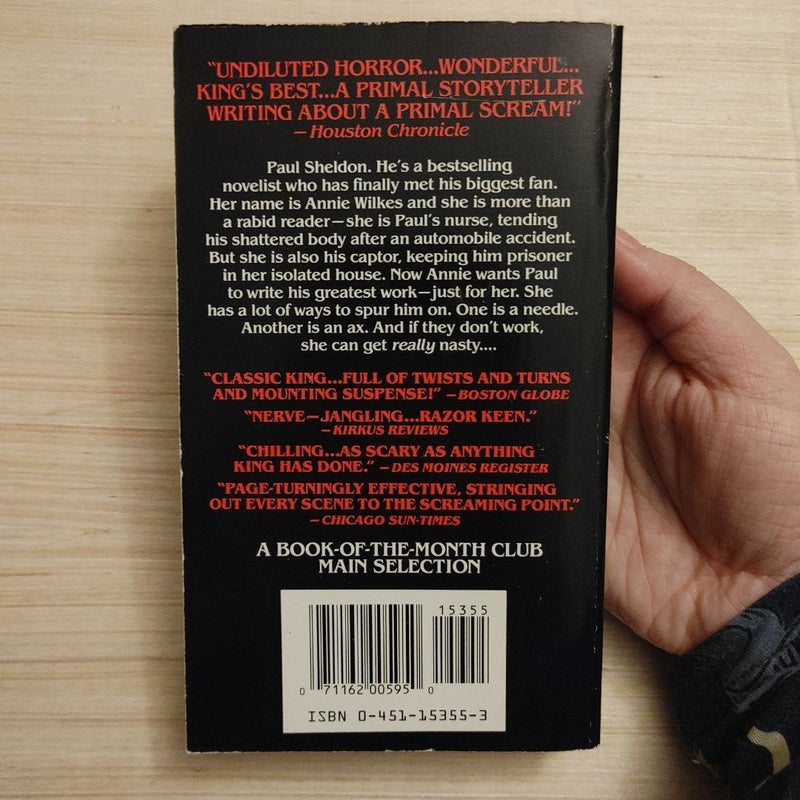 "UNDILUTED HORROR...WONDERFUL...
KING'S BEST...A PRIMAL STORYTELLER
WRITING ABOUT A PRIMAL SCREAM!"
—Houston Chronicle
Paul Sheldon. He's a bestselling
novelist who has finally met his biggest fan.
Her name is Annie Wilkes and she is more than
a rabid reader—she is Paul's nurse, tending
his shattered body after an automobile accident.
But she is also his captor, keeping him prisoner
in her isolated house. Now Annie wants Paul
to write his greatest work—just for her. She
has a lot of ways to spur him on. One is a needle.
Another is an ax. And if they don't work,
she can get really nasty....
"CLASSIC KING...FULL OF TWISTS AND TURNS
AND MOUNTING SUSPENSE!" —BOSTON GLOBE
"NERVE—JANGLING...RAZOR KEEN."
—KIRKUS REVIEWS
"CHILLING...AS SCARY AS ANYTHING
KING HAS DONE." —DES MOINES REGISTER
"PAGE-TURNINGLY EFFECTIVE, STRINGING
OUT EVERY SCENE TO THE SCREAMING POINT."
—CHICAGO SUN-TIMES
A BOOK-OF-THE-MONTH CLUB
MAIN SELECTION
15355
0 71162 00595 0
ISBN 0-451-15355-3